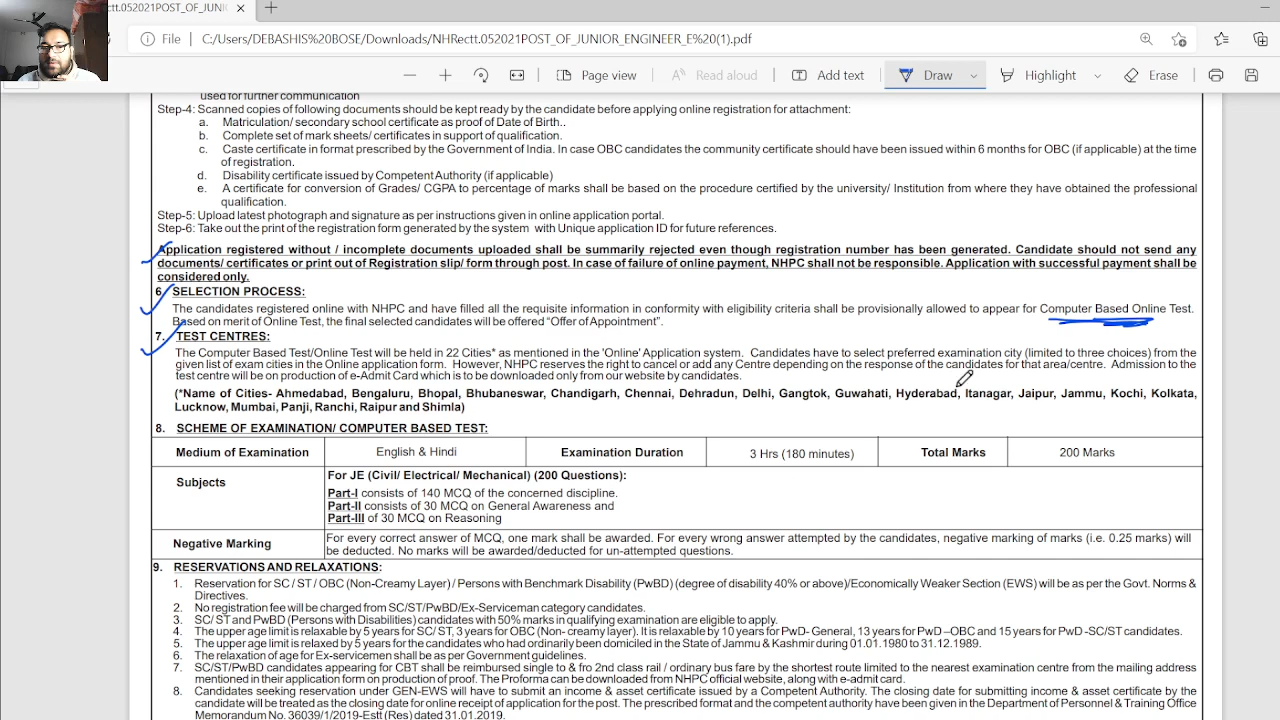 ctt.052021POST_OF_JUNI
File
C:/Users/DEBASHIS%20BOSE/Downloads/NHRectt.052021POST_OF_JUNIOR_ENGINEER_E%20(1).pdf
Page view
Read aloud
Add text
Draw
Highlight
Erase
used for further communication
Step-4: Scanned copies of following documents should be kept ready by the candidate before applying online registration for attachment:
a. Matriculation/ secondary school certificate as proof of Date of Birth..
b. Complete set of mark sheets/ certificates in support of qualification.
c. Caste certificate in format prescribed by the Government of India. In case OBC candidates the community certificate should have been issued within 6 months for OBC (if applicable) at the time
of registration.
d. Disability certificate issued by Competent Authority (if applicable)
e. A certificate for conversion of Grades/ CGPA to percentage of marks shall be based on the procedure certified by the university/ Institution from where they have obtained the professional
qualification.
Step-5: Upload latest photograph and signature as per instructions given in online application portal.
Step-6: Take out the print of the registration form generated by the system with Unique application ID for future references.
Application registered without / incomplete documents uploaded shall be summarily rejected even though registration number has been generated. Candidate should not send any
documents/ certificates or print out of Registration slip/ form through post. In case of failure of online payment, NHPC shall not be responsible. Application with successful payment shall be
considered only.
6. SELECTION PROCESS:
The candidates registered online with NHPC and have filled all the requisite information in conformity with eligibility criteria shall be provisionally allowed to appear for Computer Based Online Test.
Based on merit of Online Test, the final selected candidates will be offered "Offer of Appointment".
7. TEST CENTRES:
The Computer Based Test/Online Test will be held in 22 Cities* as mentioned in the 'Online' Application system. Candidates have to select preferred examination city (limited to three choices) from the
given list of exam cities in the Online application form. However, NHPC reserves the right to cancel or add any Centre depending on the response of the candidates for that area/centre. Admission to the
test centre will be on production of e-Admit Card which is to be downloaded only from our website by candidates.
(*Name of Cities- Ahmedabad, Bengaluru, Bhopal, Bhubaneswar, Chandigarh, Chennai, Dehradun, Delhi, Gangtok, Guwahati, Hyderabad, Itanagar, Jaipur, Jammu, Kochi, Kolkata,
Lucknow, Mumbai, Panji, Ranchi, Raipur and Shimla)
8. SCHEME OF EXAMINATION/ COMPUTER BASED TEST:
Medium of Examination English & Hindi Examination Duration 3 Hrs (180 minutes) Total Marks 200 Marks
Subjects
For JE (Civil/ Electrical/ Mechanical) (200 Questions):
Part-I consists of 140 MCQ of the concerned discipline.
Part-II consists of 30 MCQ on General Awareness and
Part-III of 30 MCQ on Reasoning
Negative Marking
For every correct answer of MCQ, one mark shall be awarded. For every wrong answer attempted by the candidates, negative marking of marks (i.e. 0.25 marks) will
be deducted. No marks will be awarded/deducted for un-attempted questions.
9. RESERVATIONS AND RELAXATIONS:
1. Reservation for SC / ST / OBC (Non-Creamy Layer) / Persons with Benchmark Disability (PwBD) (degree of disability 40% or above)/Economically Weaker Section (EWS) will be as per the Govt. Norms &
Directives.
2. No registration fee will be charged from SC/ST/PwBD/Ex-Serviceman category candidates.
3. SC/ ST and PwBD (Persons with Disabilities) candidates with 50% marks in qualifying examination are eligible to apply.
4. The upper age limit is relaxable by 5 years for SC/ ST, 3 years for OBC (Non- creamy layer). It is relaxable by 10 years for PwD- General, 13 years for PwD –OBC and 15 years for PwD -SC/ST candidates.
5. The upper age limit is relaxed by 5 years for the candidates who had ordinarily been domiciled in the State of Jammu & Kashmir during 01.01.1980 to 31.12.1989.
6. The relaxation of age for Ex-servicemen shall be as per Government guidelines.
7. SC/ST/PwBD candidates appearing for CBT shall be reimbursed single to & fro 2nd class rail / ordinary bus fare by the shortest route limited to the nearest examination centre from the mailing address
mentioned in their application form on production of proof. The Proforma can be downloaded from NHPC official website, along with e-admit card.
8. Candidates seeking reservation under GEN-EWS will have to submit an income & asset certificate issued by a Competent Authority. The closing date for submitting income & asset certificate by the
candidate will be treated as the closing date for online receipt of application for the post. The prescribed format and the competent authority have been given in the Department of Personnel & Training Office
Memorandum No. 36039/1/2019-Estt (Res) dated 31.01.2019.